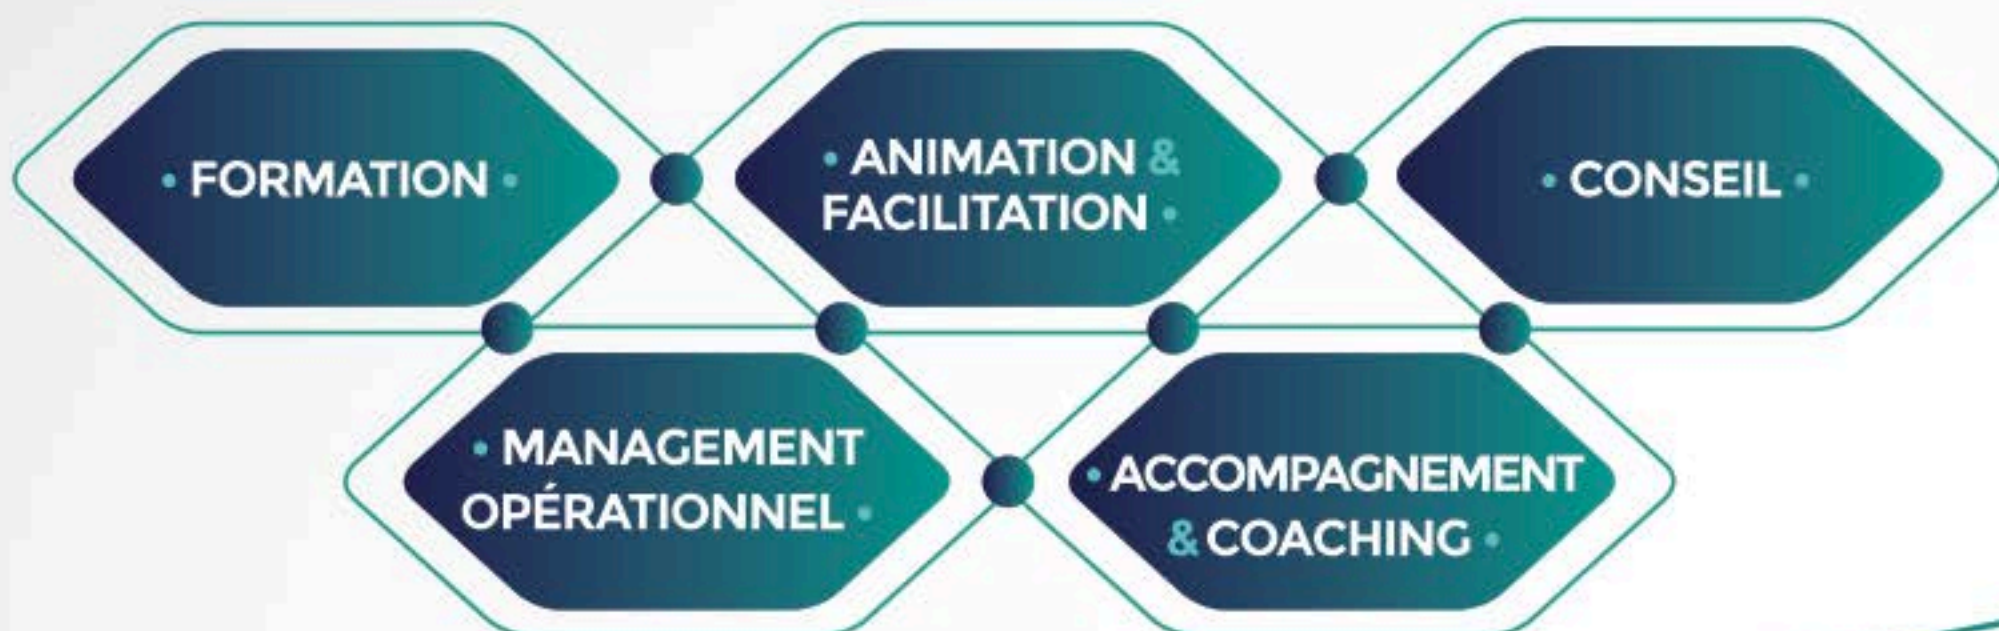 • FORMATION •
• ANIMATION &
FACILITATION •
• CONSEIL •
• MANAGEMENT
OPÉRATIONNEL •
• ACCOMPAGNEMENT
& COACHING •